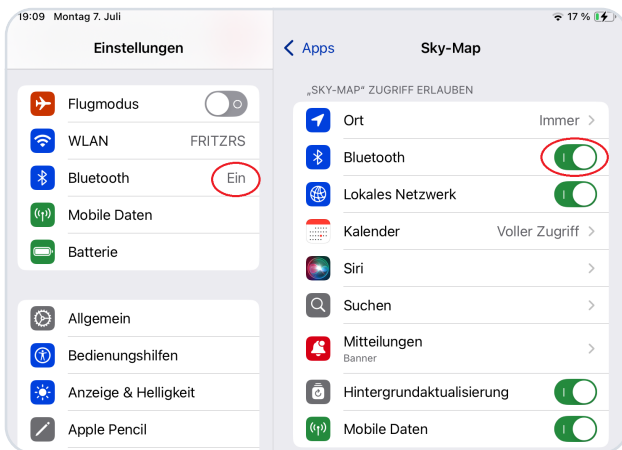 19:09 Montag 7. Juli
17 %
Einstellungen
Flugmodus
WLAN FRITZRS
Bluetooth Ein
Mobile Daten
Batterie
Allgemein
Bedienungshilfen
Anzeige & Helligkeit
Apple Pencil
Apps
Sky-Map
„SKY-MAP“ ZUGRIFF ERLAUBEN
Ort Immer
Bluetooth
Lokales Netzwerk
Kalender Voller Zugriff
Siri
Suchen
Mitteilungen
Banner
Hintergrundaktualisierung
Mobile Daten